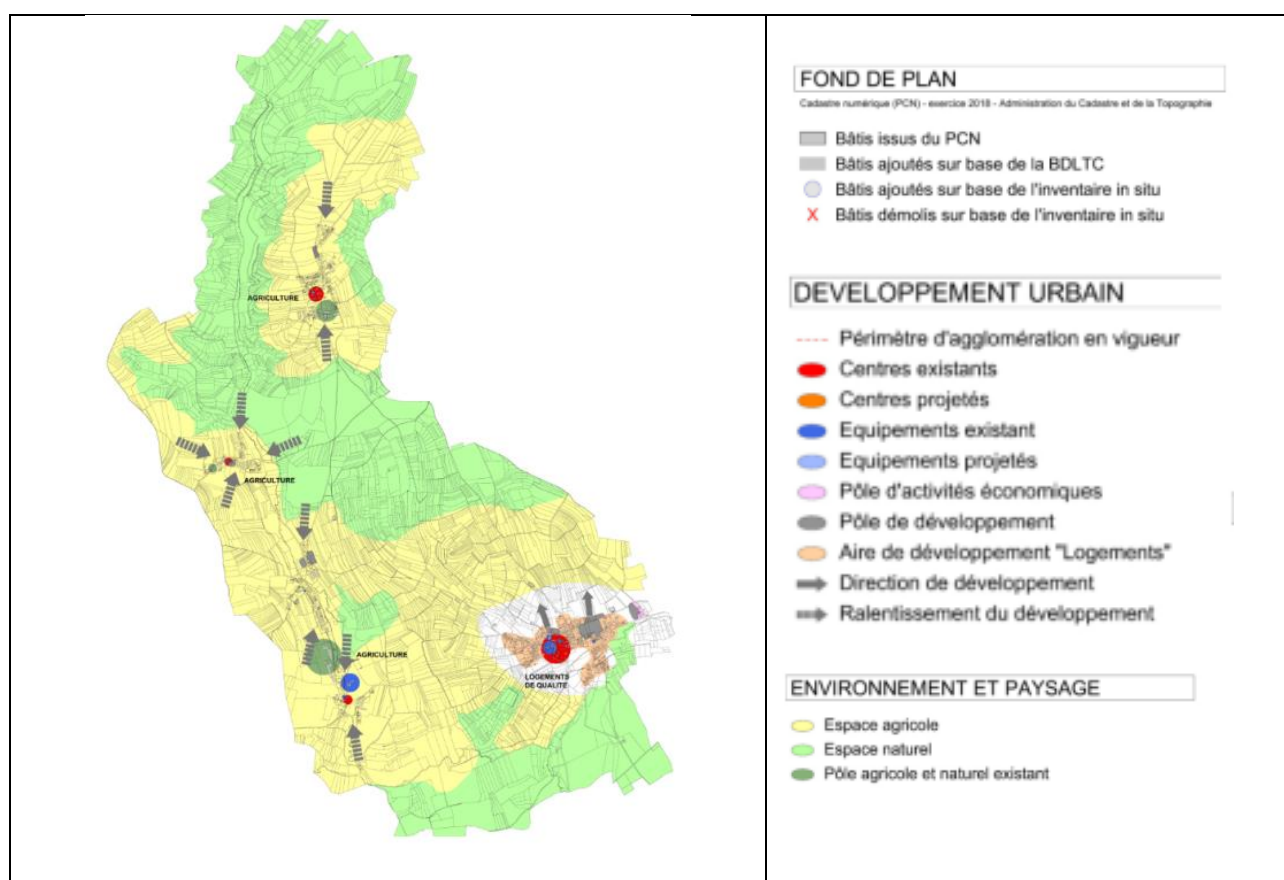 AGRICULTURE
AGRICULTURE
AGRICULTURE
LOGEMENTS
DE QUALITE
FOND DE PLAN
Cadastre numérique (PCN) - exercice 2018 - Administration du Cadastre et de la Topographie
Bâtis issus du PCN
Bâtis ajoutés sur base de la BDLTC
Bâtis ajoutés sur base de l'inventaire in situ
X Bâtis démolis sur base de l'inventaire in situ
DEVELOPPEMENT URBAIN
Périmètre d'agglomération en vigueur
Centres existants
Centres projetés
Equipements existant
Equipements projetés
Pôle d'activités économiques
Pôle de développement
Aire de développement "Logements"
Direction de développement
Ralentissement du développement
ENVIRONNEMENT ET PAYSAGE
Espace agricole
Espace naturel
Pôle agricole et naturel existant